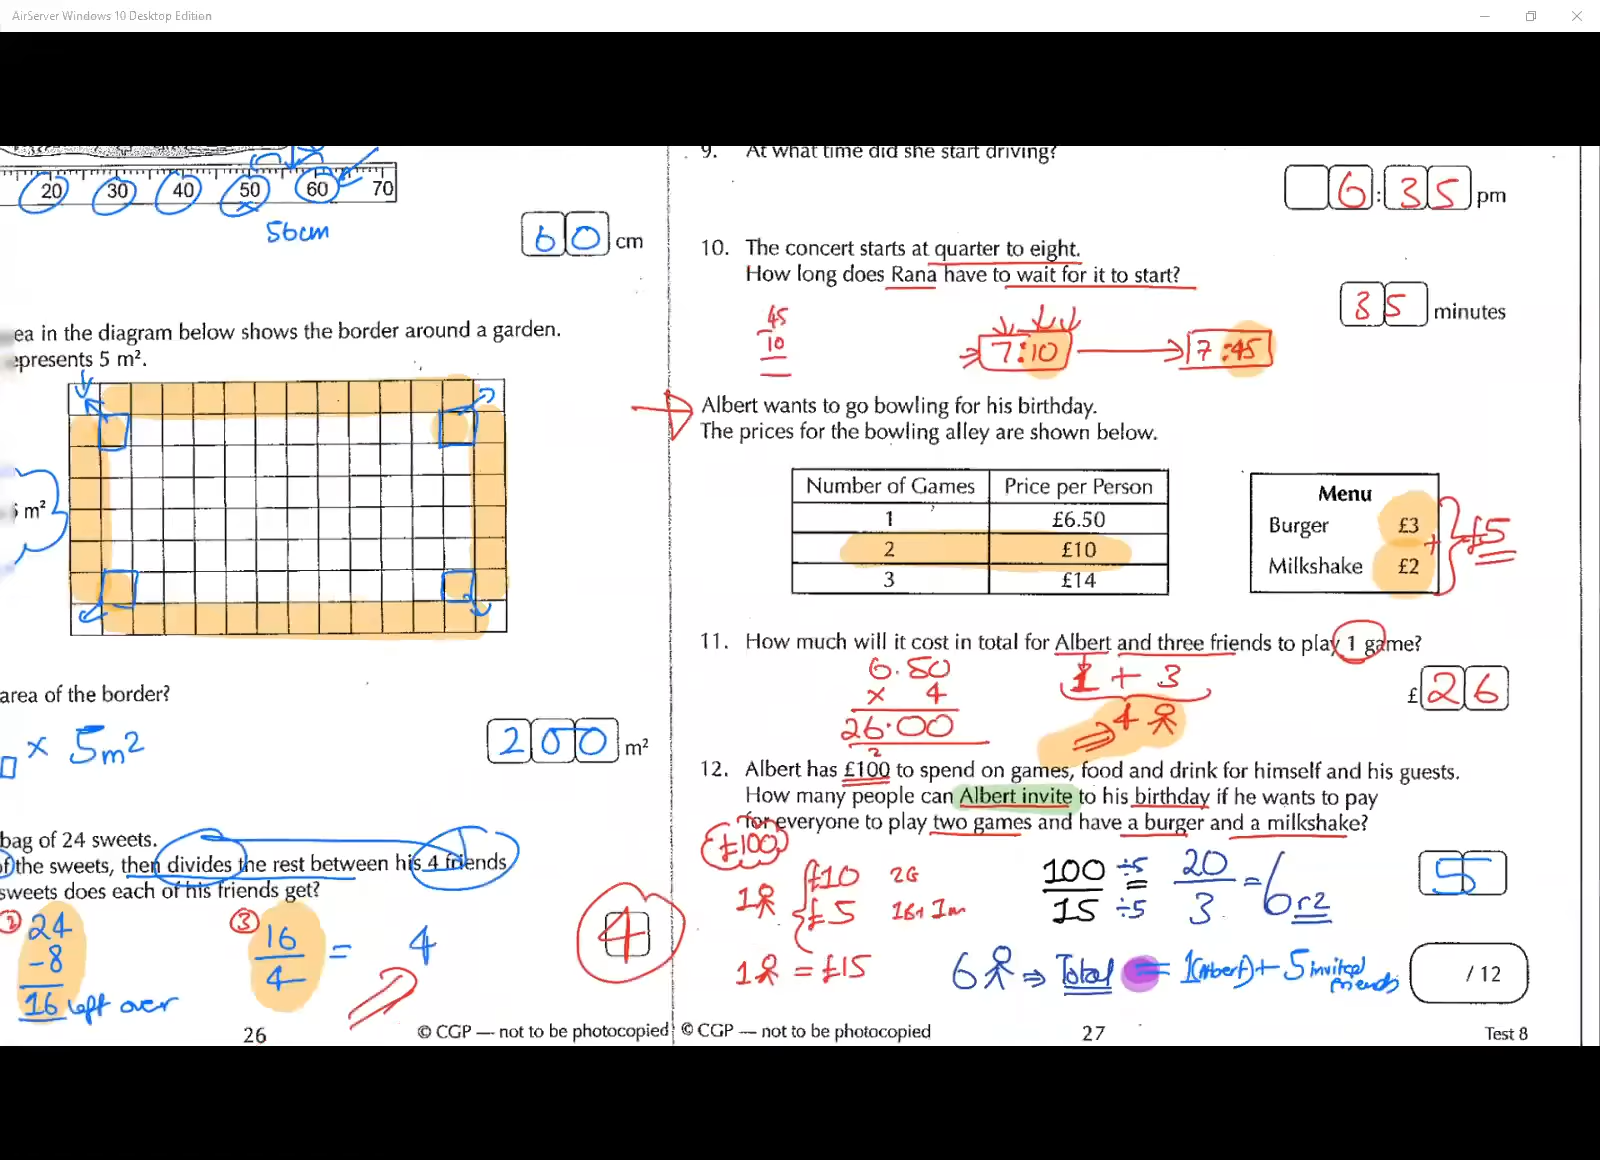 AirServer Windows 10 Desktop Edition
20 30 40 50 60 70
56cm
60 cm
ea in the diagram below shows the border around a garden.
presents 5 m².
m²
area of the border?
x 5m2
200 m²
bag of 24 sweets.
of the sweets, then divides the rest between his 4 friends
sweets does each of his friends get?
2
24
-8
16 left over
3
16
4
= 4
4
26
© CGP — not to be photocopied
9. At what time did she start driving?
6:35 pm
10. The concert starts at quarter to eight.
How long does Rana have to wait for it to start?
35 minutes
45
10
7:10
7:45
Albert wants to go bowling for his birthday.
The prices for the bowling alley are shown below.
Number of Games Price per Person
1 £6.50
2 £10
3 £14
Menu
Burger £3
Milkshake £2
+ £5
11. How much will it cost in total for Albert and three friends to play 1 game?
£26
6.50
x 4
26.00
2
1 + 3
4
12. Albert has £100 to spend on games, food and drink for himself and his guests.
How many people can Albert invite to his birthday if he wants to pay
for everyone to play two games and have a burger and a milkshake?
5
£100
1 £10 2G
£5 1B+ 1m
1 = £15
100 ÷5 20
= = 6 r2
15 ÷5 3
6 ⇒ Total = 1(Albert) + 5 invited
friends
/ 12
© CGP — not to be photocopied
27
Test 8